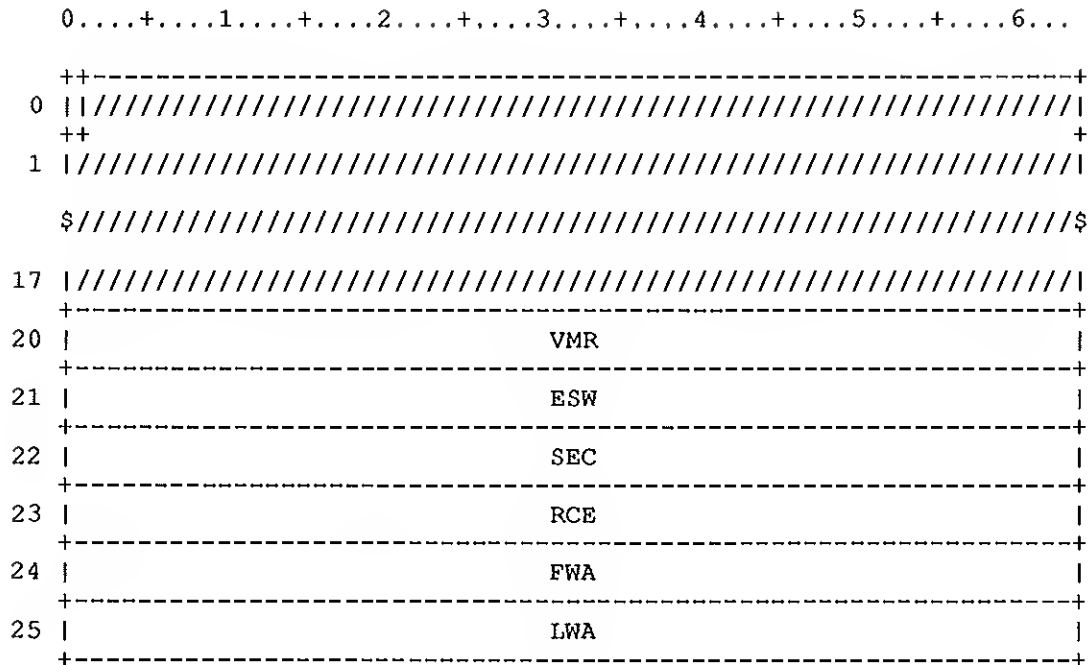 0....+....1....+....2....+,...3....+,.,.4.,..+....5....+....6...
++--------------------------------------------------------------+
0 ||//////////////////////////////////////////////////////////////|
++ +
1 |///////////////////////////////////////////////////////////////|
$///////////////////////////////////////////////////////////////$
17 |///////////////////////////////////////////////////////////////|
+---------------------------------------------------------------+
20 | VMR |
+---------------------------------------------------------------+
21 | ESW |
+---------------------------------------------------------------+
22 | SEC |
+---------------------------------------------------------------+
23 | RCE |
+---------------------------------------------------------------+
24 | FWA |
+---------------------------------------------------------------+
25 | LWA |
+---------------------------------------------------------------+